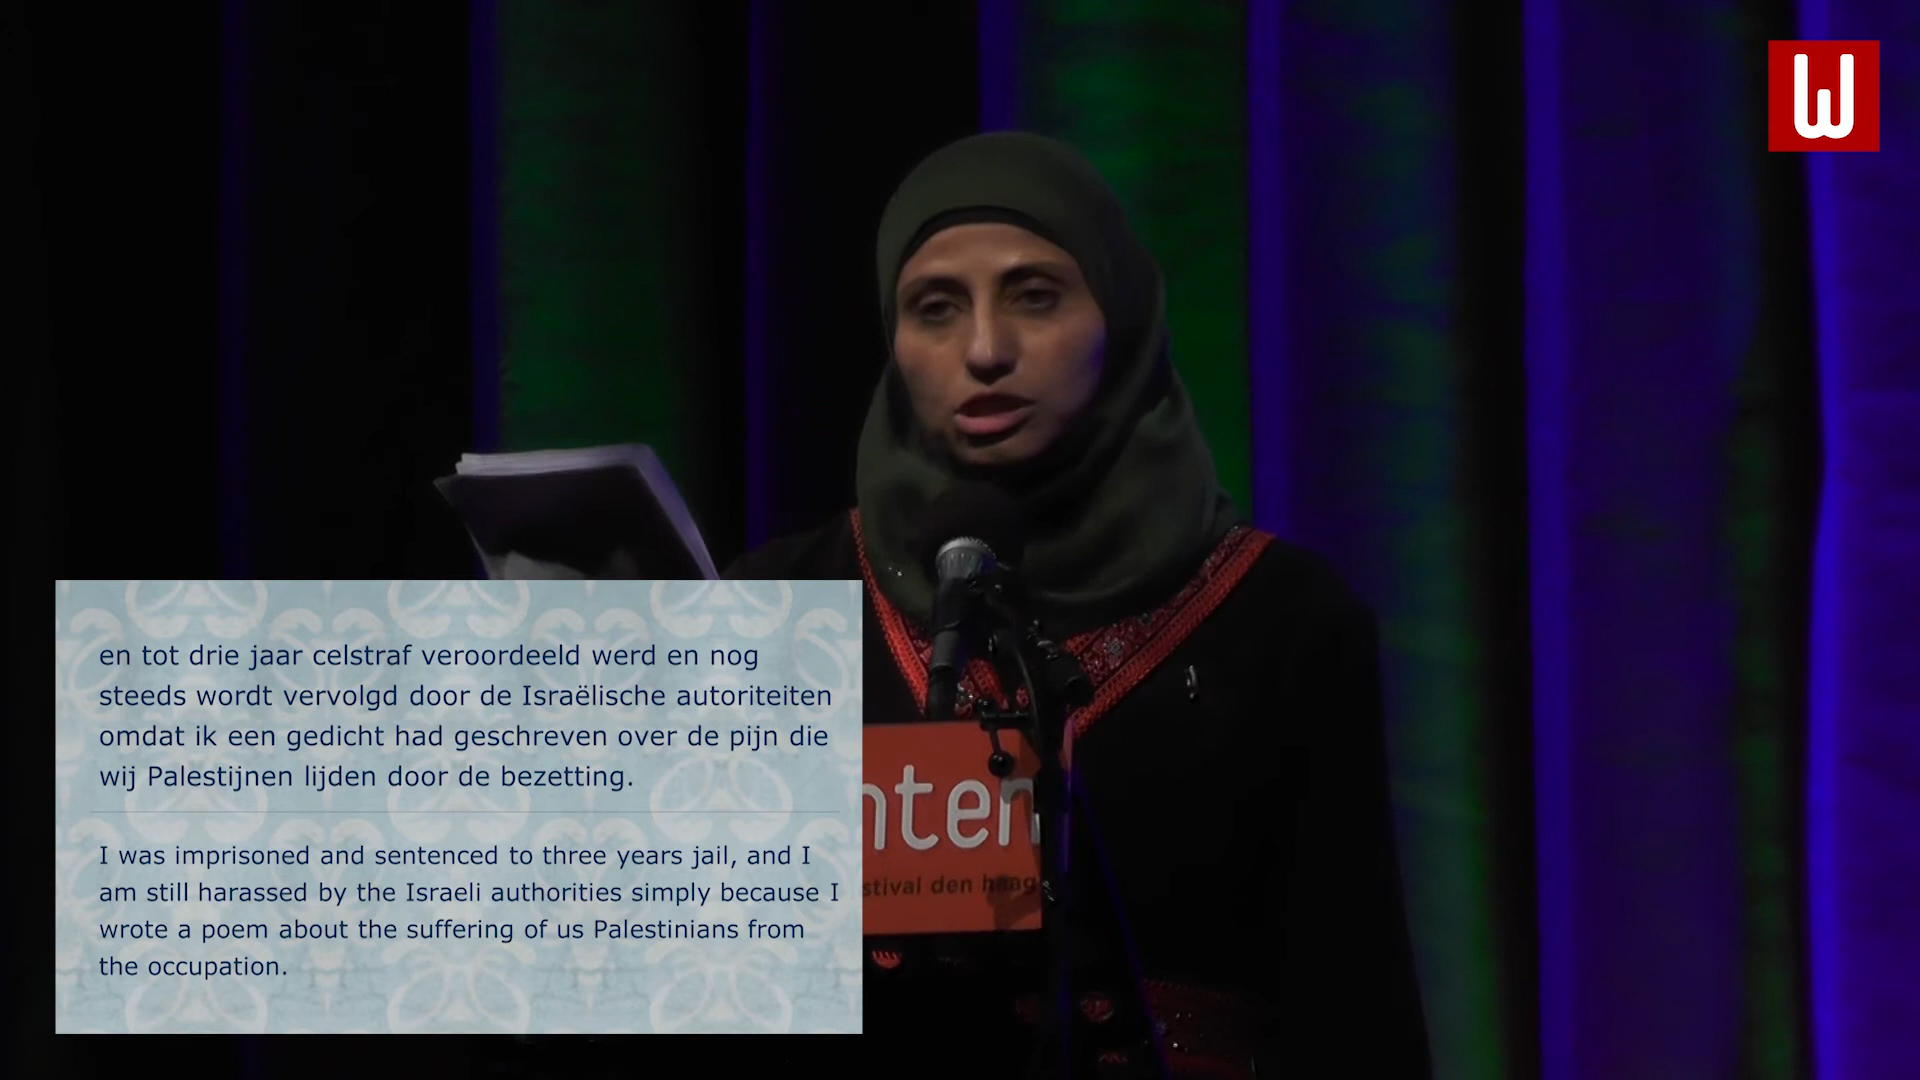 W
en tot drie jaar celstraf veroordeeld werd en nog
steeds wordt vervolgd door de Israëlische autoriteiten
omdat ik een gedicht had geschreven over de pijn die
wij Palestijnen lijden door de bezetting.
I was imprisoned and sentenced to three years jail, and I
am still harassed by the Israeli authorities simply because I
wrote a poem about the suffering of us Palestinians from
the occupation.
nten
stival den haag